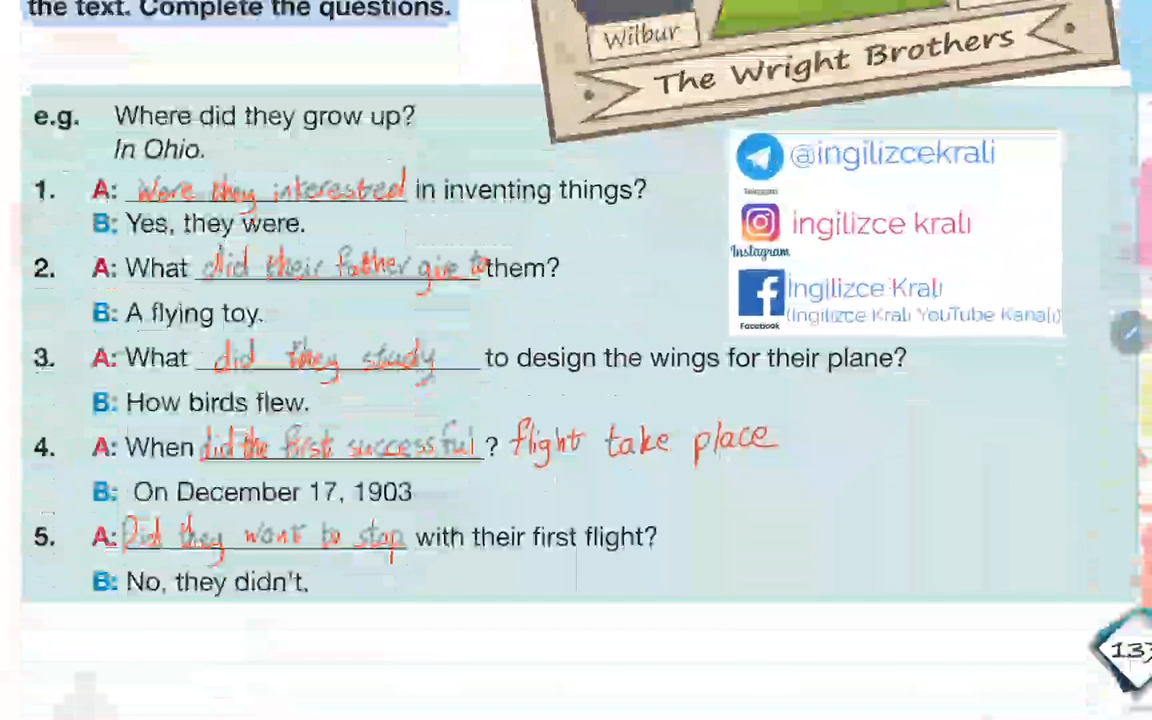 the text. Complete the questions.
Wilbur
The Wright Brothers
e.g. Where did they grow up?
In Ohio.
1. A: Were they interested in inventing things?
B: Yes, they were.
2. A: What did their father give to them?
B: A flying toy.
3. A: What did they study to design the wings for their plane?
B: How birds flew.
4. A: When did the first successful ? flight take place
B: On December 17, 1903
5. A: Did they want to stop with their first flight?
B: No, they didn't.
@ingilizcekrali
Telegram
ingilizce kralı
Instagram
İngilizce Kralı
(İngilizce Kralı YouTube Kanalı)
Facebook
137